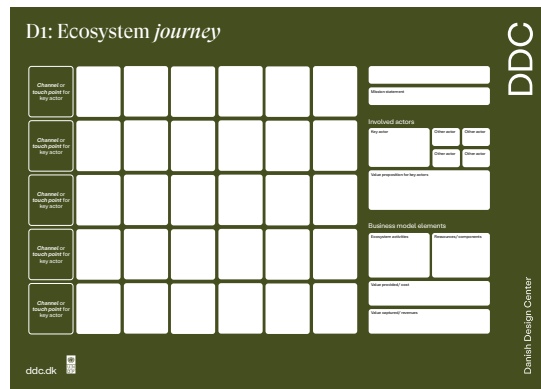 D1: Ecosystem journey
DDC
Channel or
touch point for
key actor
Channel or
touch point for
key actor
Channel or
touch point for
key actor
Channel or
touch point for
key actor
Channel or
touch point for
key actor
Mission statement
Involved actors
Key actor
Other actor
Other actor
Other actor
Other actor
Value proposition for key actors
Business model elements
Ecosystem activities
Resources/components
Value provided/ cost
Value captured/ revenues
ddc.dk
Danish Design Center